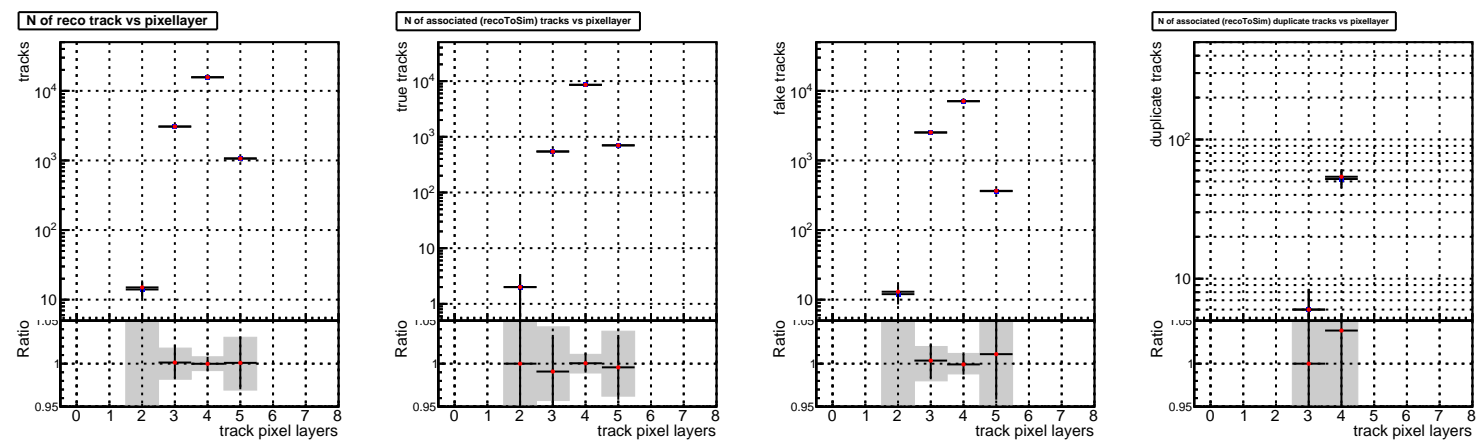 N of reco track vs pixellayer
tracks
10^4
10^3
10^2
10
Ratio
1.05
1
0.95
0 1 2 3 4 5 6 7 8
track pixel layers
N of associated (recoToSim) tracks vs pixellayer
true tracks
10^4
10^3
10^2
10
1
Ratio
1.05
1
0.95
0 1 2 3 4 5 6 7 8
track pixel layers
fake tracks
10^4
10^3
10^2
10
Ratio
1.05
1
0.95
0 1 2 3 4 5 6 7 8
track pixel layers
N of associated (recoToSim) duplicate tracks vs pixellayer
duplicate tracks
10^2
10
Ratio
1.05
1
0.95
0 1 2 3 4 5 6 7 8
track pixel layers